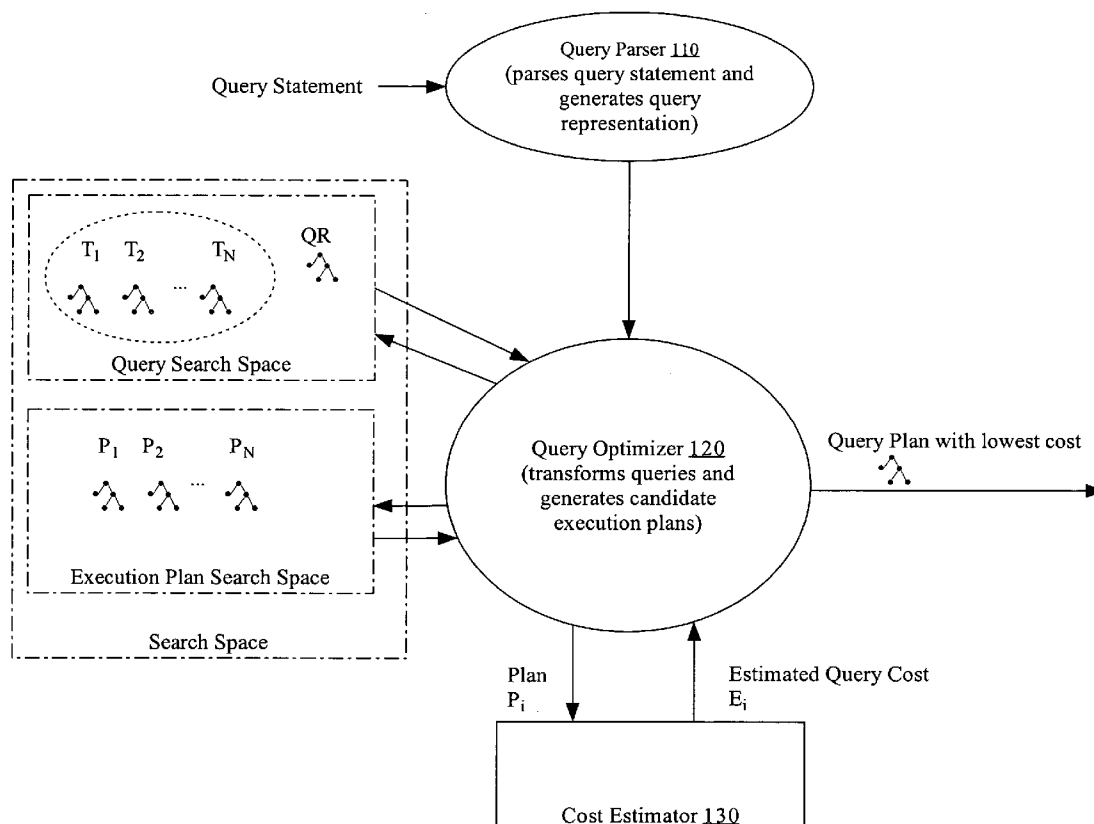 Query Parser 110
(parses query statement and
generates query
representation)
Query Statement
T1 T2 ... TN
QR
Query Search Space
P1 P2 ... PN
Execution Plan Search Space
Search Space
Query Optimizer 120
(transforms queries and
generates candidate
execution plans)
Query Plan with lowest cost
Plan
Pi
Estimated Query Cost
Ei
Cost Estimator 130